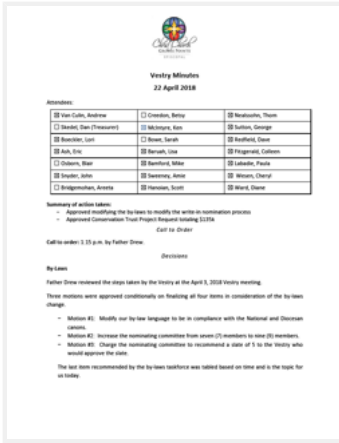 Christ Church
Vestry Minutes
22 April 2018
Attendees:
☒ Van Culin, Andrew ☐ Creedon, Betsy ☒ Nealssohn, Thom
☐ Skedel, Dan (Treasurer) ☒ McIntyre, Ken ☒ Sutton, George
☒ Boeckler, Lori ☐ Bowe, Sarah ☒ Redfield, Dave
☒ Ash, Eric ☒ Baruah, Lisa ☒ Fitzgerald, Colleen
☐ Osborn, Blair ☒ Bamford, Mike ☒ Labadie, Paula
☒ Snyder, John ☒ Sweeney, Amie ☒ Wesen, Cheryl
☐ Bridgemohan, Areeta ☒ Hanoian, Scott ☒ Ward, Diane
Summary of action taken:
- Approved modifying the by-laws to modify the write-in nomination process
- Approved Conservation Trust Project Request totaling $135k
Call to Order
Call to order: 1:15 p.m. by Father Drew.
Decisions
By-Laws
Father Drew reviewed the steps taken by the Vestry at the April 5, 2018 Vestry meeting.
Three motions were approved conditionally on finalizing all four items in consideration of the by-laws
change.
- Motion #1: Modify our by-law language to be in compliance with the National and Diocesan
canons.
- Motion #2: Increase the nominating committee from seven (7) members to nine (9) members.
- Motion #3: Charge the nominating committee to recommend a slate of 5 to the Vestry who
would approve the slate.
The last item recommended by the by-laws taskforce was tabled based on time and is the topic for
us today.